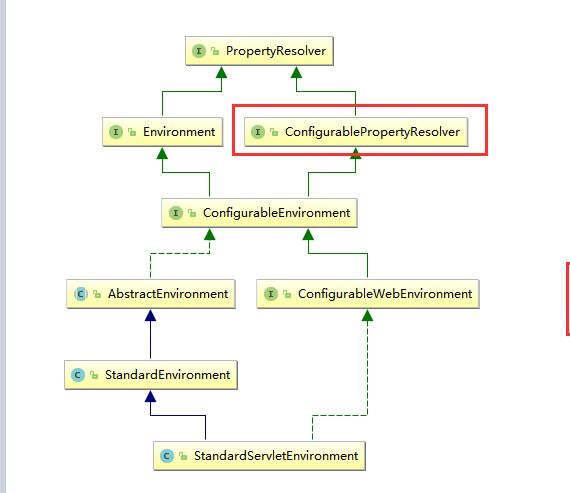 I PropertyResolver
I Environment
I ConfigurablePropertyResolver
I ConfigurableEnvironment
C AbstractEnvironment
I ConfigurableWebEnvironment
C StandardEnvironment
C StandardServletEnvironment